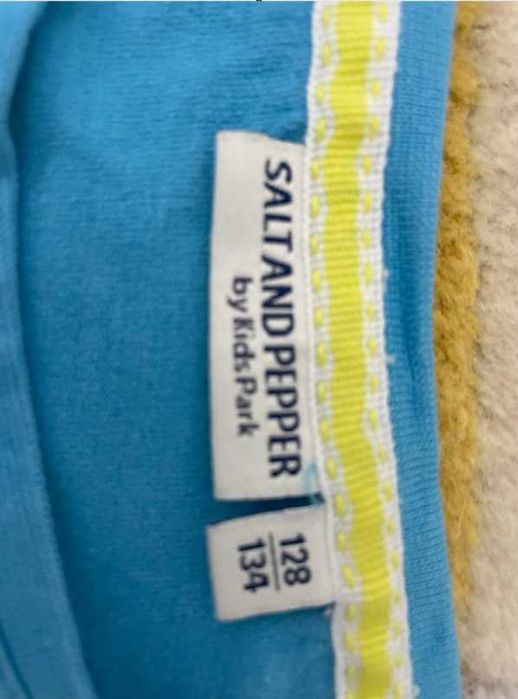 SALT AND PEPPER
by Kids Park
128
134